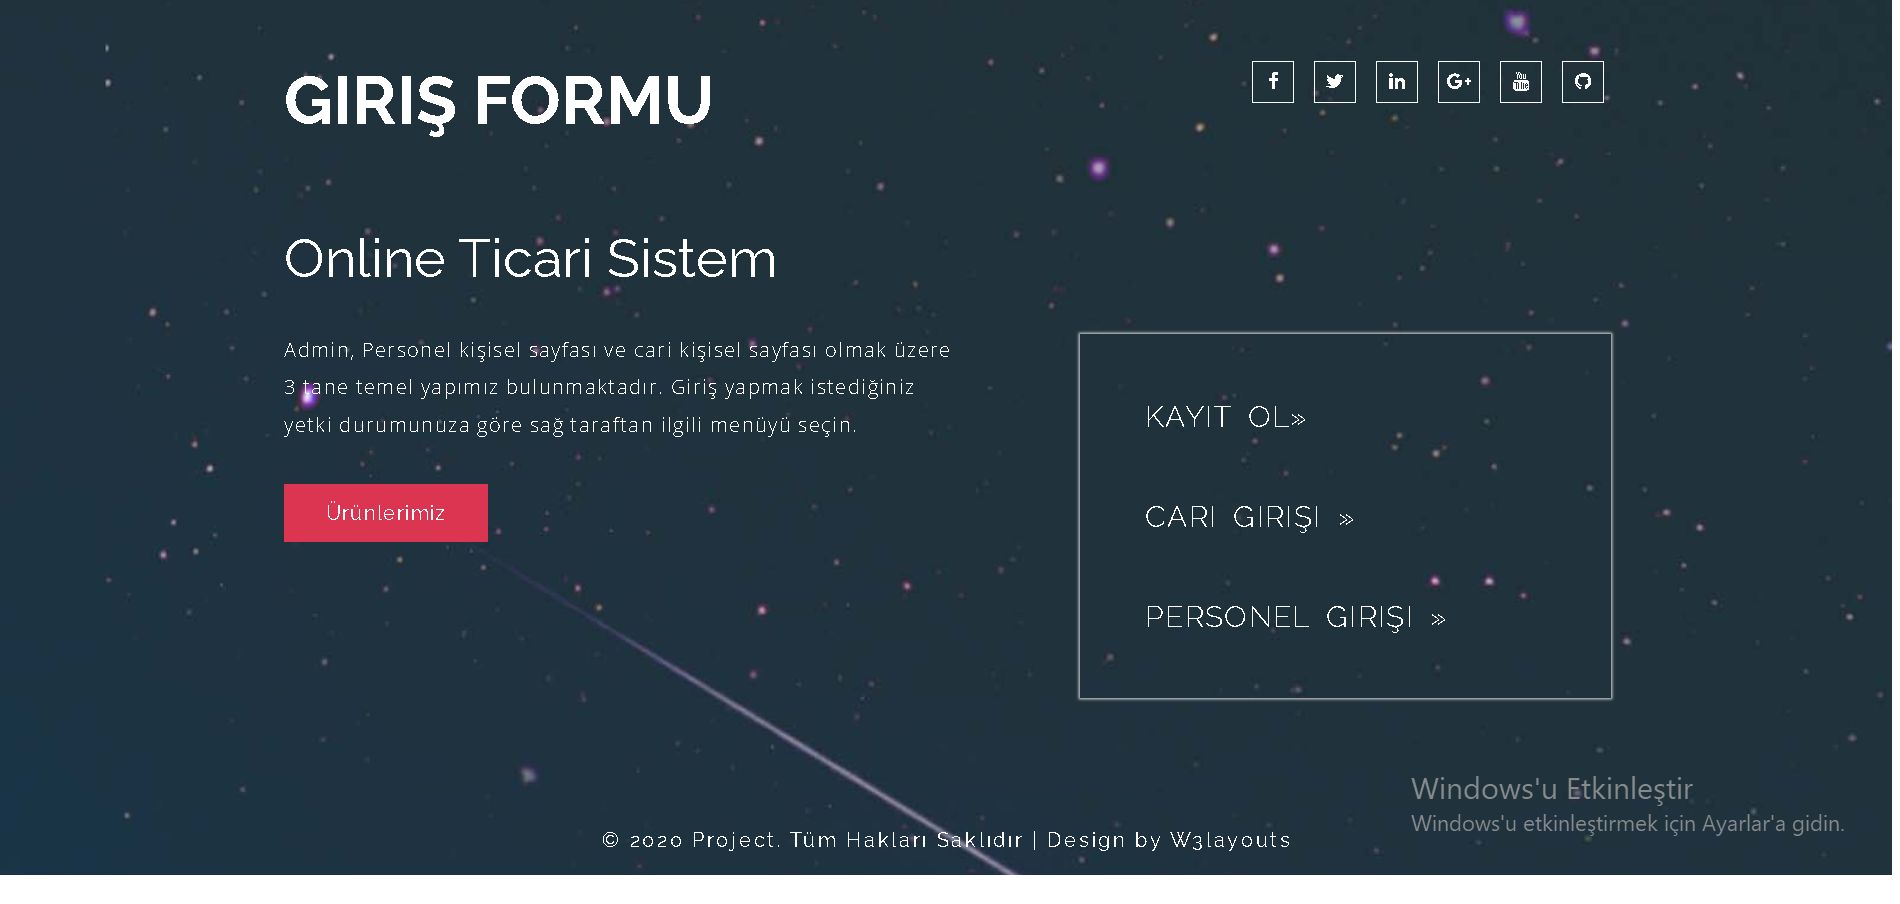 GIRIŞ FORMU
Online Ticari Sistem
Admin, Personel kişisel sayfası ve cari kişisel sayfası olmak üzere
3 tane temel yapımız bulunmaktadır. Giriş yapmak istediğiniz
yetki durumunuza göre sağ taraftan ilgili menüyü seçin.
Ürünlerimiz
KAYIT OL»
CARI GIRIŞI »
PERSONEL GIRIŞI »
Windows'u Etkinleştir
Windows'u etkinleştirmek için Ayarlar'a gidin.
© 2020 Project. Tüm Hakları Saklıdır | Design by W3layouts